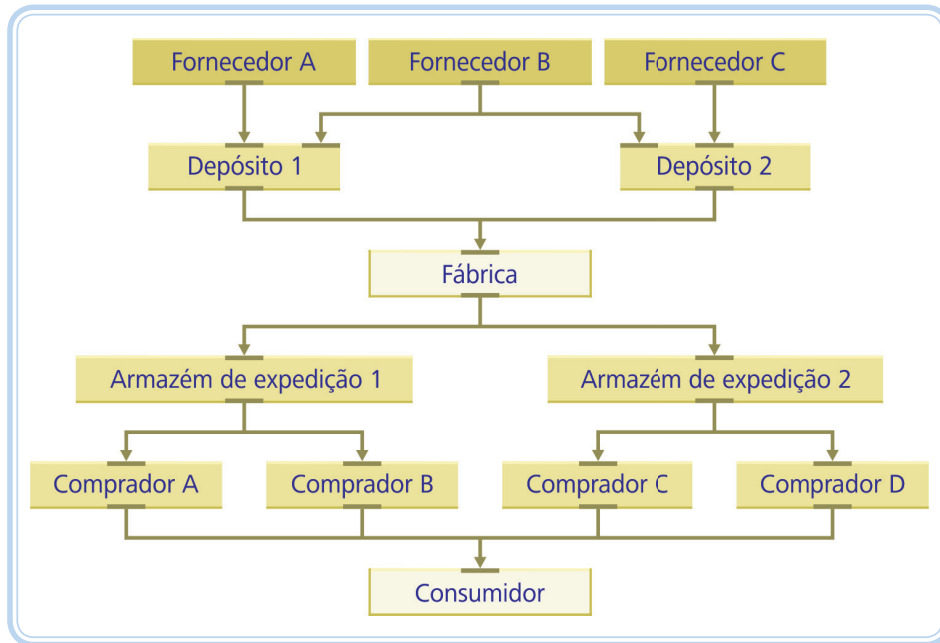 Fornecedor A
Fornecedor B
Fornecedor C
Depósito 1
Depósito 2
Fábrica
Armazém de expedição 1
Armazém de expedição 2
Comprador A
Comprador B
Comprador C
Comprador D
Consumidor